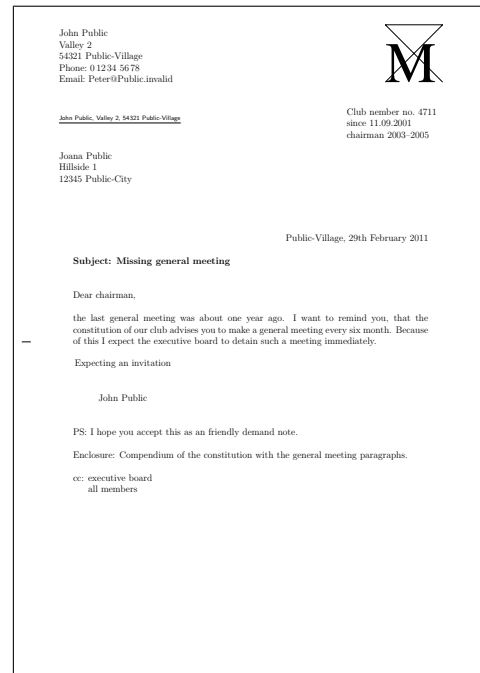 John Public
Valley 2
54321 Public-Village
Phone: 0 12 34 56 78
Email: Peter@Public.invalid
M
Club nember no. 4711
since 11.09.2001
chairman 2003–2005
John Public, Valley 2, 54321 Public-Village
Joana Public
Hillside 1
12345 Public-City
Public-Village, 29th February 2011
Subject: Missing general meeting
Dear chairman,
the last general meeting was about one year ago. I want to remind you, that the
constitution of our club advises you to make a general meeting every six month. Because
of this I expect the executive board to detain such a meeting immediately.
Expecting an invitation
John Public
PS: I hope you accept this as an friendly demand note.
Enclosure: Compendium of the constitution with the general meeting paragraphs.
cc: executive board
all members